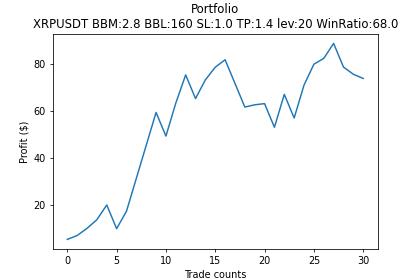 Portfolio
XRPUSDT BBM:2.8 BBL:160 SL:1.0 TP:1.4 lev:20 WinRatio:68.0
80
60
40
20
Profit ($)
0 5 10 15 20 25 30
Trade counts